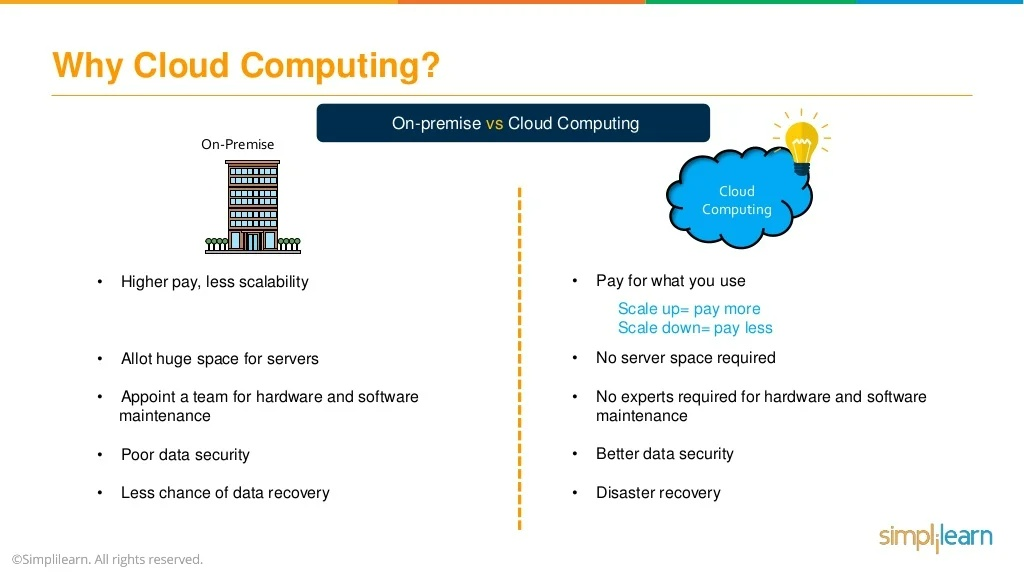 Why Cloud Computing?
On-premise vs Cloud Computing
On-Premise
• Higher pay, less scalability
• Allot huge space for servers
• Appoint a team for hardware and software
maintenance
• Poor data security
• Less chance of data recovery
Cloud
Computing
• Pay for what you use
Scale up= pay more
Scale down= pay less
• No server space required
• No experts required for hardware and software
maintenance
• Better data security
• Disaster recovery
simplilearn
©Simplilearn. All rights reserved.